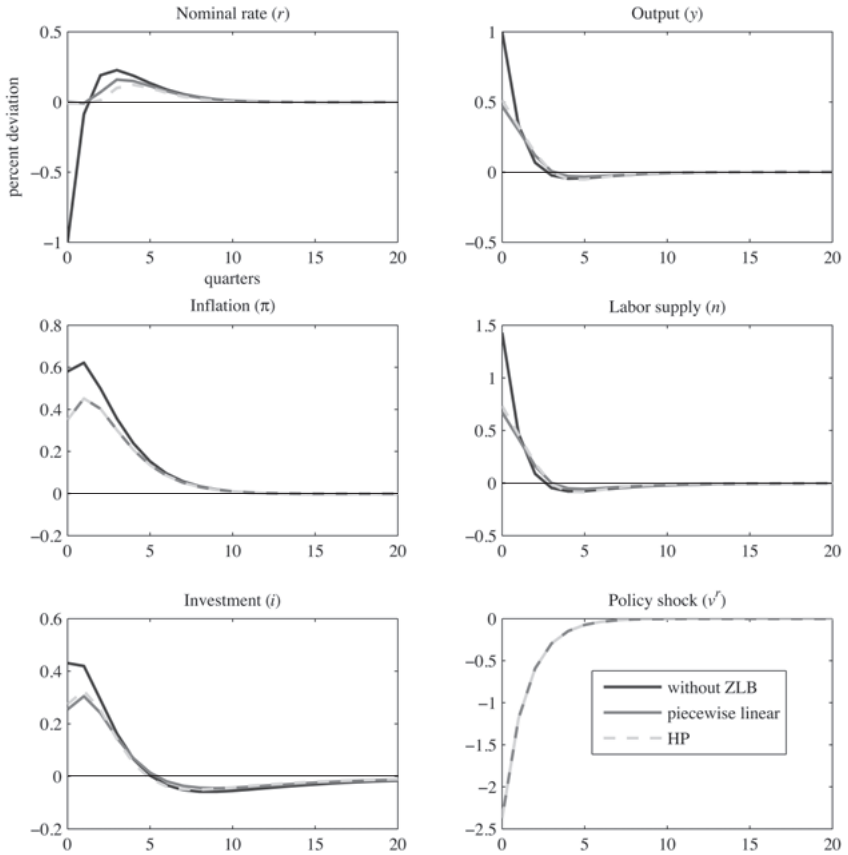 Nominal rate (r)
0.5
0
−0.5
−1
0 5 10 15 20
percent deviation
quarters
Output (y)
1
0.5
0
−0.5
0 5 10 15 20
Inflation (π)
0.8
0.6
0.4
0.2
0
−0.2
0 5 10 15 20
Labor supply (n)
1.5
1
0.5
0
−0.5
0 5 10 15 20
Investment (i)
0.6
0.4
0.2
0
−0.2
0 5 10 15 20
Policy shock (vʳ)
0
−0.5
−1
−1.5
−2
−2.5
0 5 10 15 20
without ZLB
piecewise linear
HP